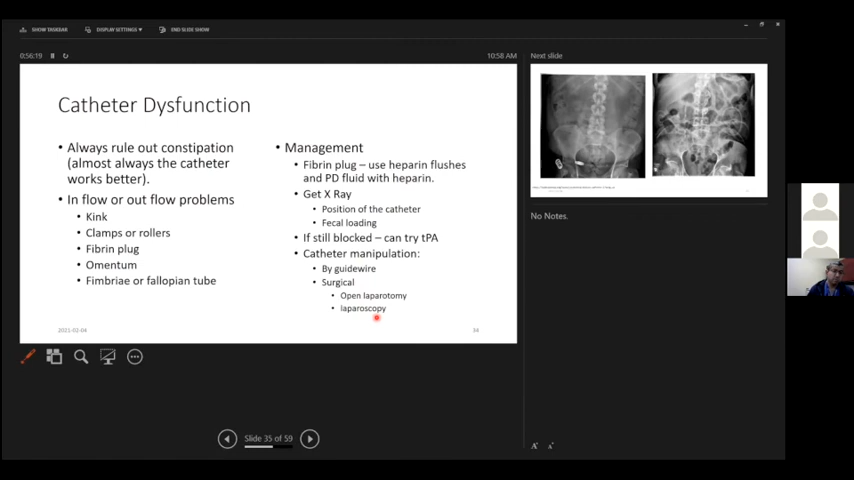 SHOW TASKBAR
DISPLAY SETTINGS ▾
END SLIDE SHOW
0:56:19
10:58 AM
Catheter Dysfunction
• Always rule out constipation
(almost always the catheter
works better).
• In flow or out flow problems
• Kink
• Clamps or rollers
• Fibrin plug
• Omentum
• Fimbriae or fallopian tube
• Management
• Fibrin plug – use heparin flushes
and PD fluid with heparin.
• Get X Ray
• Position of the catheter
• Fecal loading
• If still blocked – can try tPA
• Catheter manipulation:
• By guidewire
• Surgical
• Open laparotomy
• laparoscopy
2021-02-04
34
Slide 35 of 59
Next slide
No Notes.
A A